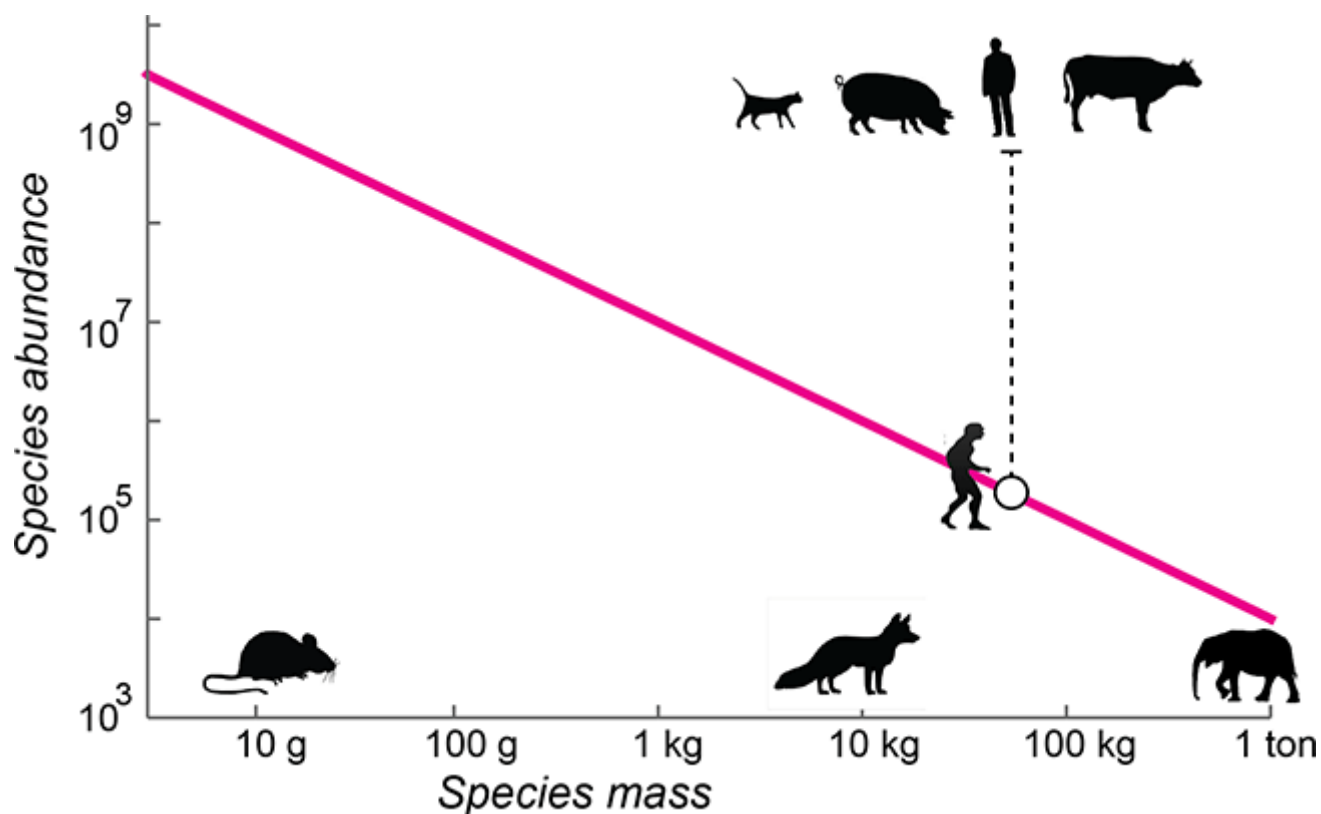 Species abundance
10⁹
10⁷
10⁵
10³
10 g
100 g
1 kg
10 kg
100 kg
1 ton
Species mass